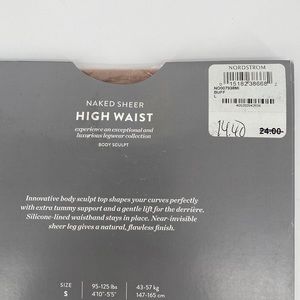 NORDSTROM
NO007938MI
BUFF
L
14.40
24.00
NAKED SHEER
HIGH WAIST
experience an exceptional and
luxurious legwear collection
BODY SCULPT
Innovative body sculpt top shapes your curves perfectly
with extra tummy support and a gentle lift for the derrière.
Silicone-lined waistband stays in place. Near-invisible
sheer leg gives a natural, flawless finish.
S 95-125 lbs 43-57 kg
4'10"-5'5" 147-165 cm